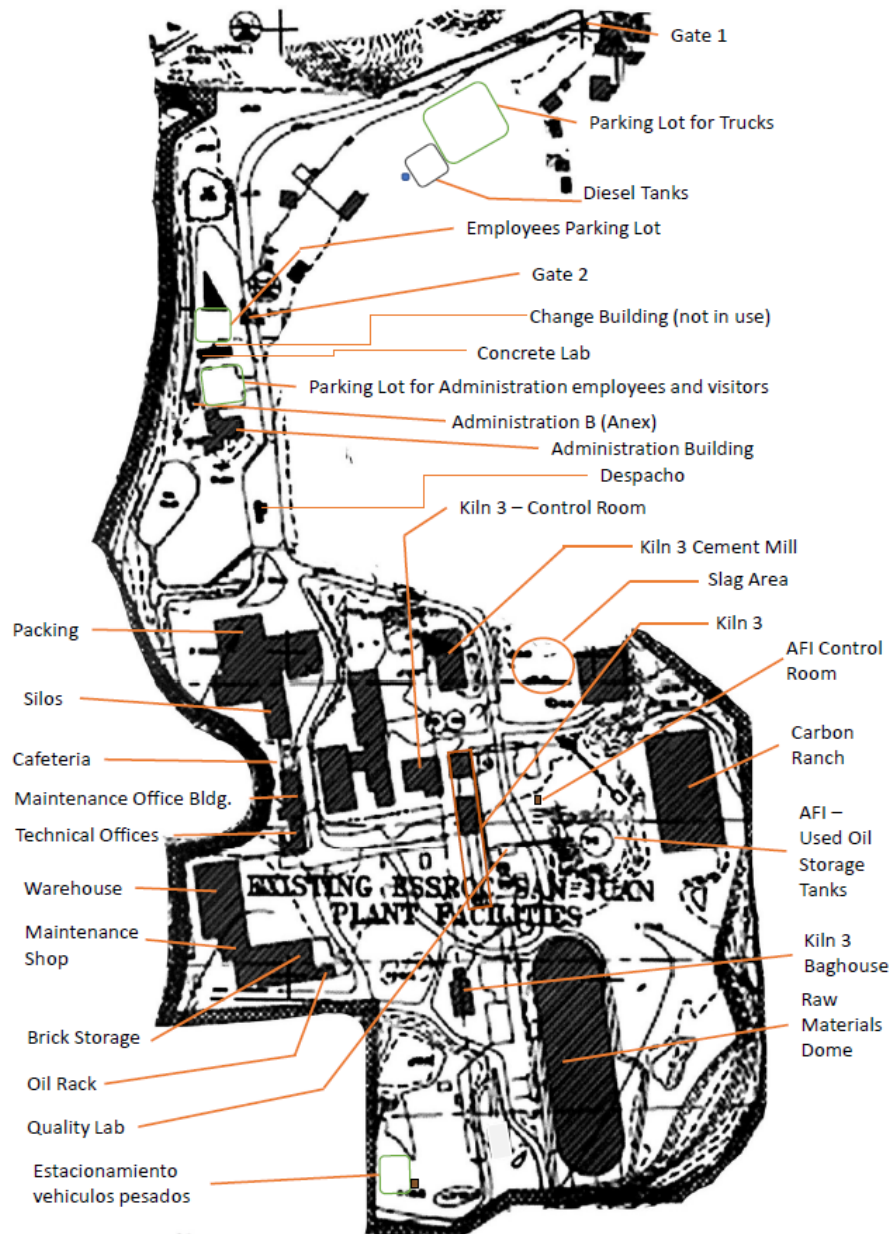 Gate 1
Parking Lot for Trucks
Diesel Tanks
Employees Parking Lot
Gate 2
Change Building (not in use)
Concrete Lab
Parking Lot for Administration employees and visitors
Administration B (Anex)
Administration Building
Despacho
Kiln 3 – Control Room
Kiln 3 Cement Mill
Slag Area
Kiln 3
AFI Control
Room
Carbon
Ranch
AFI –
Used Oil
Storage
Tanks
Kiln 3
Baghouse
Raw
Materials
Dome
Packing
Silos
Cafeteria
Maintenance Office Bldg.
Technical Offices
Warehouse
Maintenance
Shop
Brick Storage
Oil Rack
Quality Lab
Estacionamiento
vehiculos pesados
EXISTING ESSROC SAN JUAN
PLANT FACILITIES